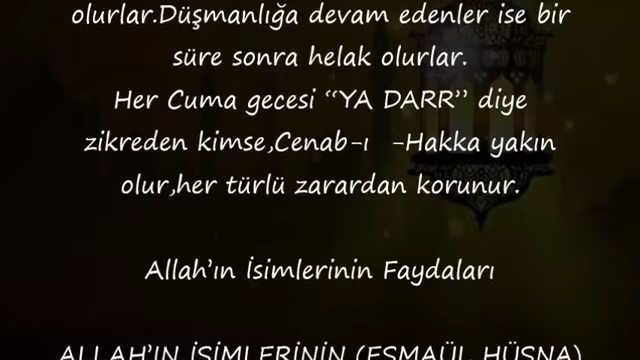 olurlar.Düşmanlığa devam edenler ise bir
süre sonra helak olurlar.
Her Cuma gecesi “YA DARR” diye
zikreden kimse,Cenab-ı -Hakka yakın
olur,her türlü zarardan korunur.
Allah’ın İsimlerinin Faydaları
ALLAH’IN İSİMLERİNİN (ESMAÜL HÜSNA)